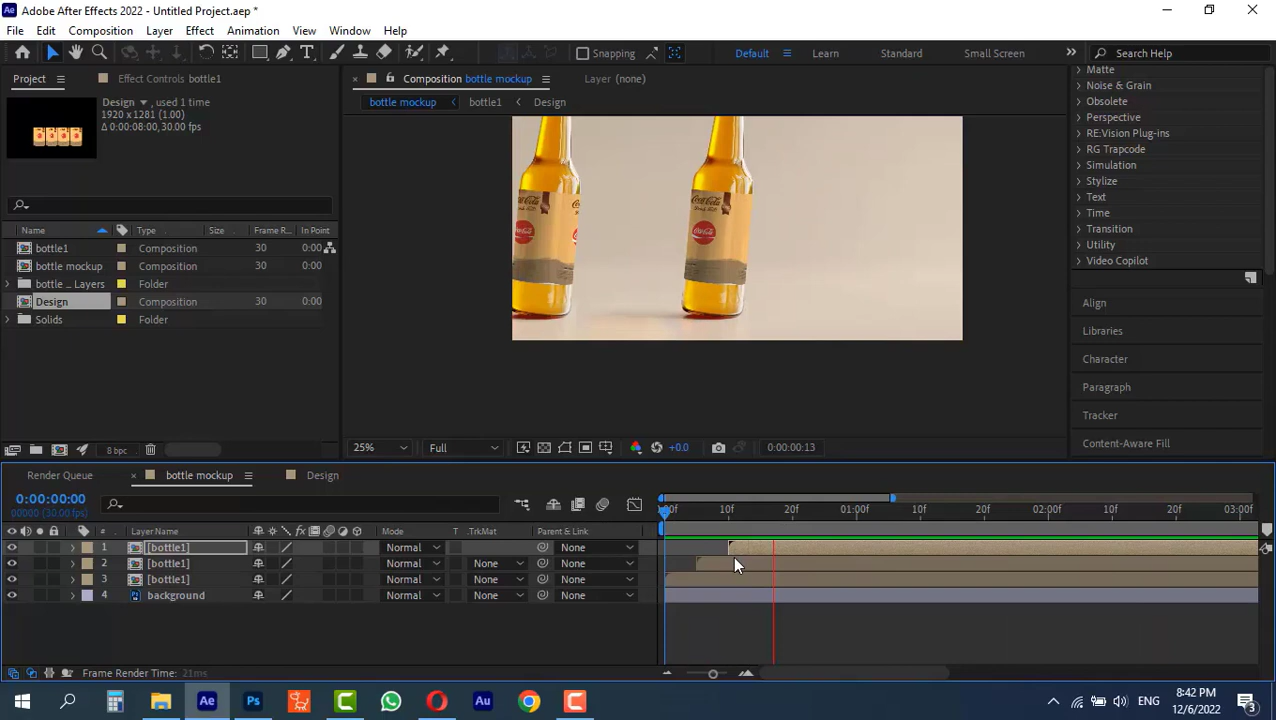 Adobe After Effects 2022 - Untitled Project.aep *
File Edit Composition Layer Effect Animation View Window Help
Snapping Default Learn Standard Small Screen Search Help
Project Effect Controls bottle1
Composition bottle mockup Layer (none)
bottle mockup bottle1 Design
Design , used 1 time
1920 x 1281 (1.00)
Δ 0:00:08:00, 30.00 fps
Name Type Size Frame R... In Point
bottle1 Composition 30 0:00
bottle mockup Composition 30 0:00
bottle ... Layers Folder
Design Composition 30 0:00
Solids Folder
8 bpc
25% Full +0.0 0:00:00:13
Matte
Noise & Grain
Obsolete
Perspective
RE:Vision Plug-ins
RG Trapcode
Simulation
Stylize
Text
Time
Transition
Utility
Video Copilot
Align
Libraries
Character
Paragraph
Tracker
Content-Aware Fill
Render Queue bottle mockup Design
0:00:00:00
00000 (30.00 fps)
10f 20f 01:00f 10f 20f 02:00f 10f 20f 03:00f
# Layer Name Mode T .TrkMat Parent & Link
1 [bottle1] Normal None
2 [bottle1] Normal None None
3 [bottle1] Normal None None
4 background Normal None None
Frame Render Time: 21ms
Ae Ps Au ENG 8:42 PM
12/6/2022
3